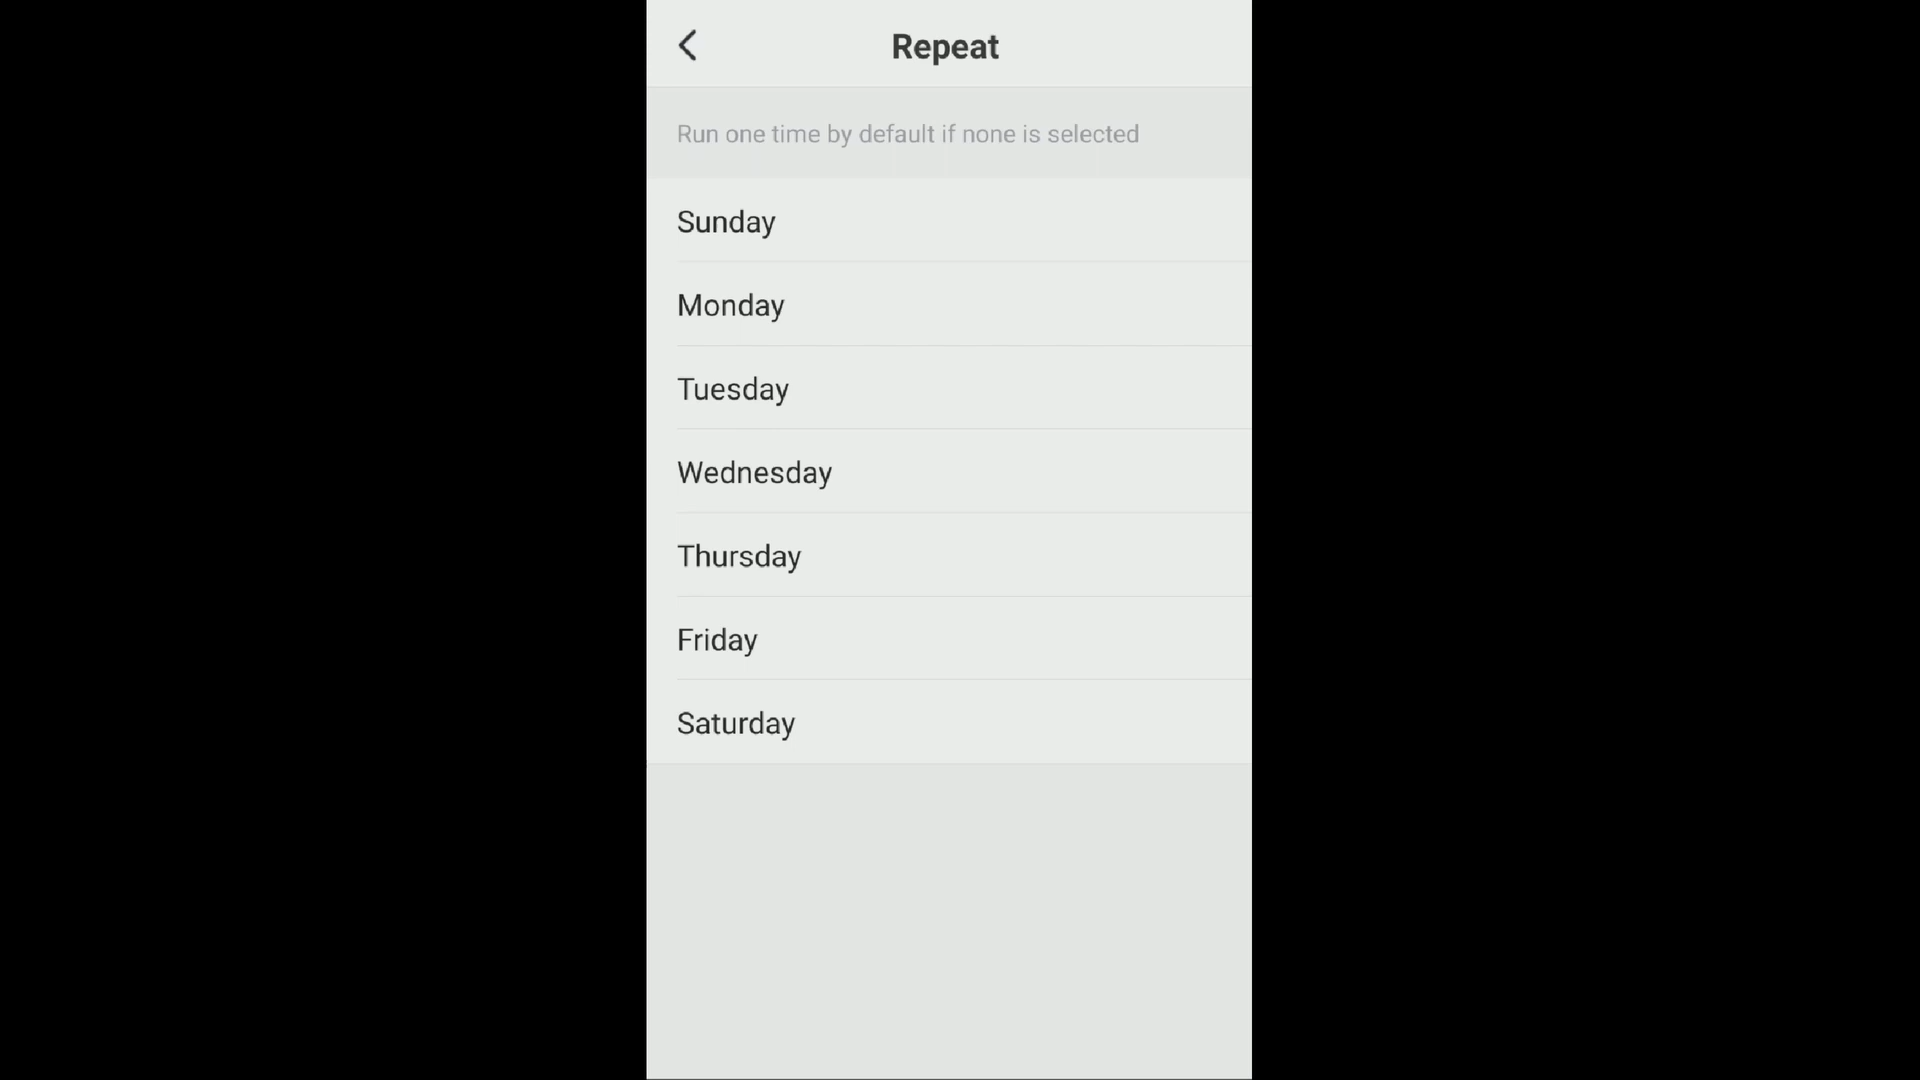 Repeat
Run one time by default if none is selected
Sunday
Monday
Tuesday
Wednesday
Thursday
Friday
Saturday